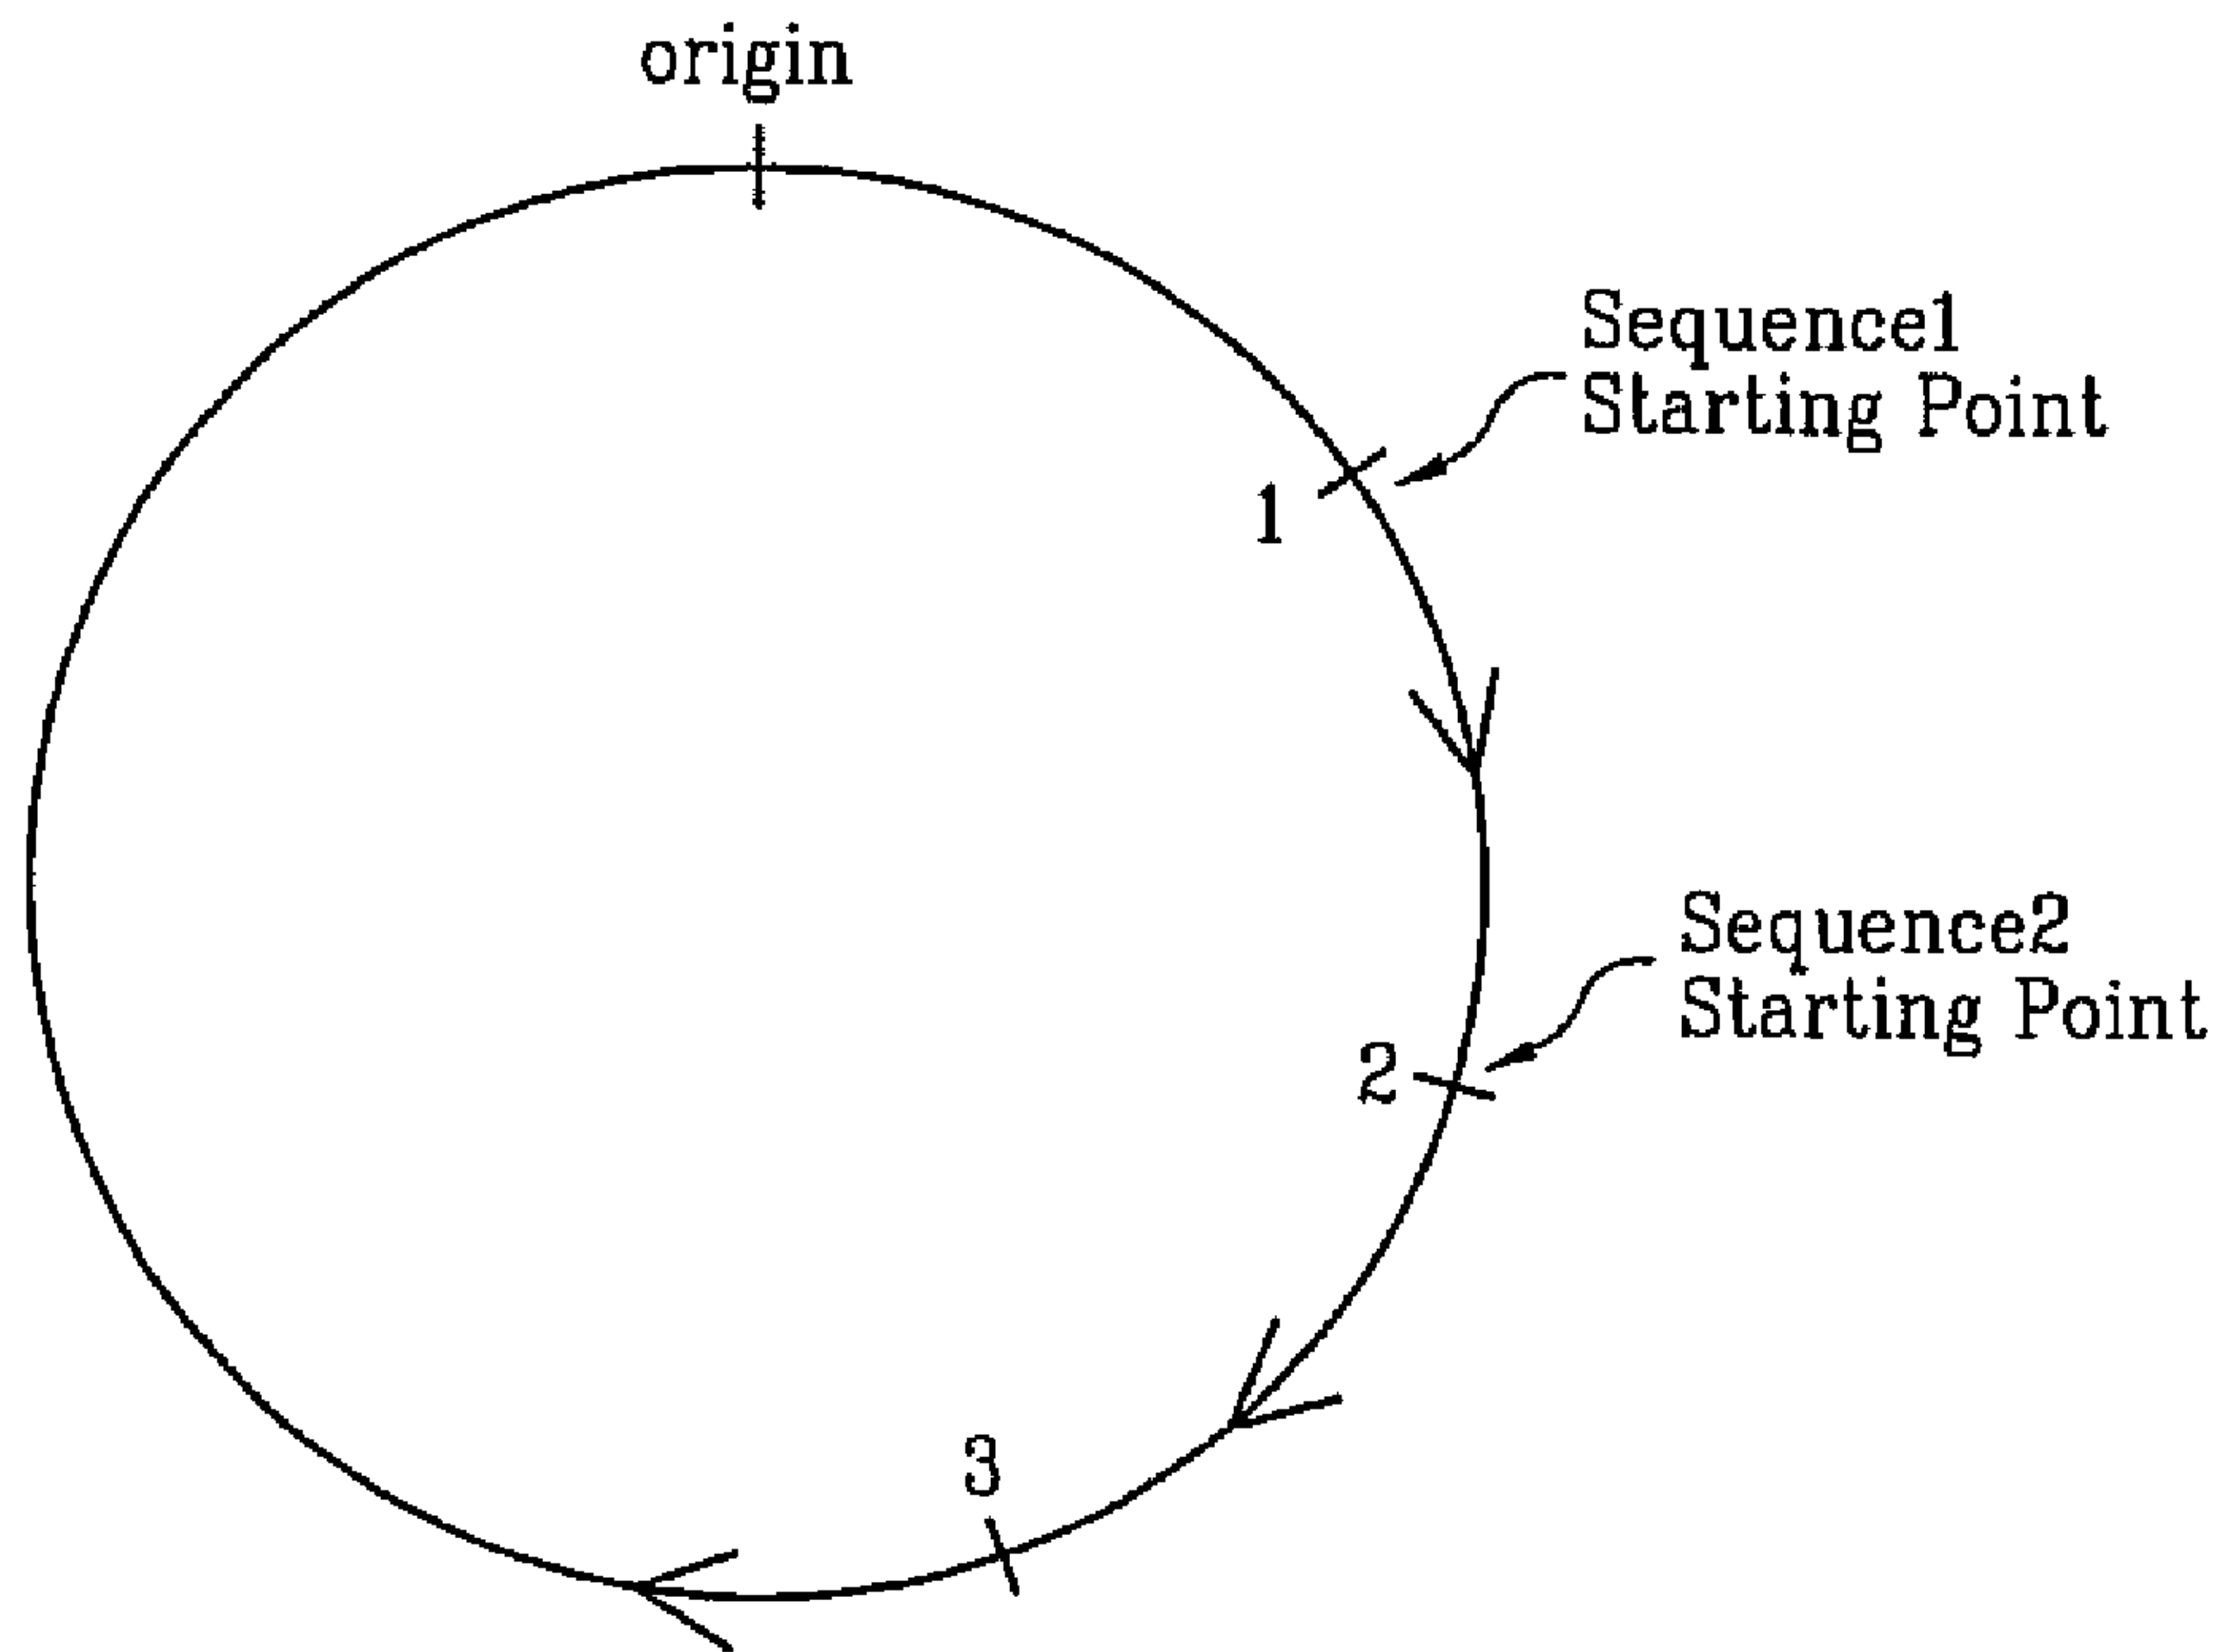 origin
Sequence1
Starting Point
1
Sequence2
Starting Point
2
3